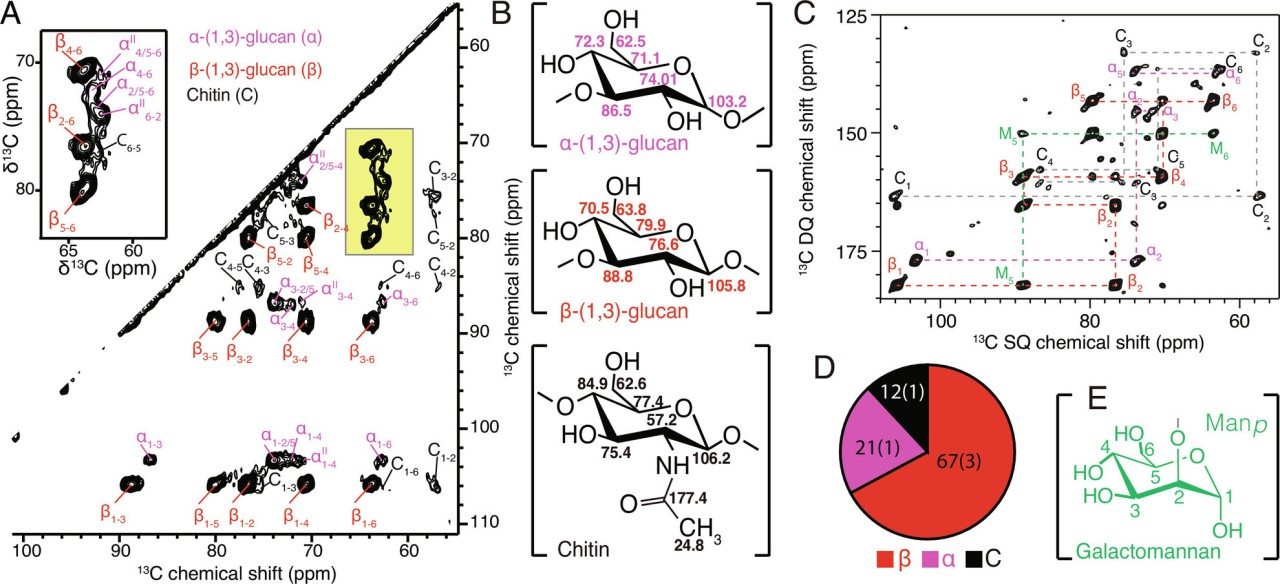 A
α-(1,3)-glucan (α)
β-(1,3)-glucan (β)
Chitin (C)
β4-6
αII4/5-6
α4-6
α2/5-6
αII6-2
β2-6
C6-5
β5-6
70
80
δ13C (ppm)
65
60
δ13C (ppm)
60
70
80
90
100
110
13C chemical shift (ppm)
αII2/5-4
C3-2
β2-4
C5-3
β5-2
β5-4
C5-2
C4-5
C4-3
C4-6
C4-2
α3-2/5
αII3-4
α3-4
α3-6
β3-5
β3-2
β3-4
β3-6
α1-3
α1-2/5
α1-4
αII1-4
α1-6
C1-6
C1-2
C1-3
β1-3
β1-5
β1-2
β1-4
β1-6
100
90
80
70
60
13C chemical shift (ppm)
B
OH
72.3
62.5
71.1
O
HO
74.01
103.2
O
86.5
OH
O
α-(1,3)-glucan
OH
70.5
63.8
79.9
O
HO
76.6
O
O
88.8
OH
105.8
β-(1,3)-glucan
OH
84.9
62.6
77.4
O
O
57.2
O
HO
75.4
106.2
NH
O
177.4
CH3
24.8
Chitin
C
125
150
175
13C DQ chemical shift (ppm)
C3
C2
α5
C6
α6
β5
α2
α3
β6
M5
M6
C4
C5
β3
β4
C1
C3
C2
β2
α1
α2
β1
M5
β2
100
80
60
13C SQ chemical shift (ppm)
D
12(1)
21(1)
67(3)
β
α
C
E
Manp
HO
O
4
6
O
HO
5
HO
3
2
1
OH
Galactomannan